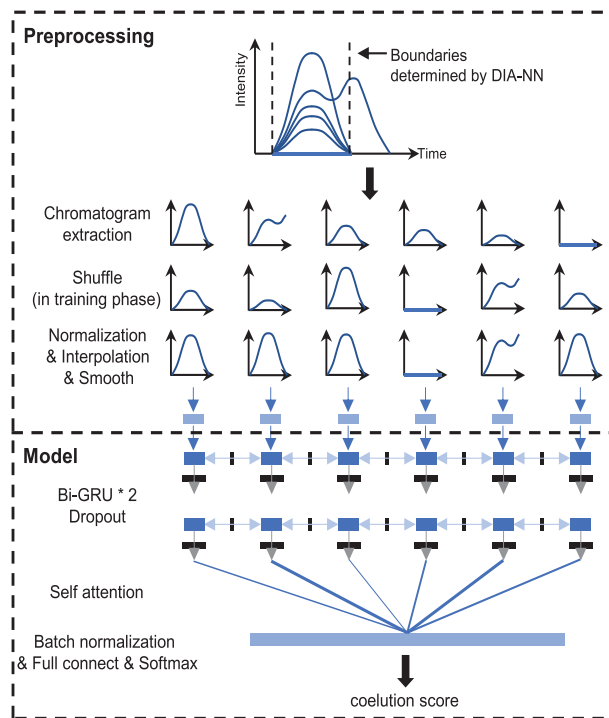 Preprocessing
Intensity
Boundaries
determined by DIA-NN
Time
Chromatogram
extraction
Shuffle
(in training phase)
Normalization
& Interpolation
& Smooth
Model
Bi-GRU * 2
Dropout
Self attention
Batch normalization
& Full connect & Softmax
coelution score